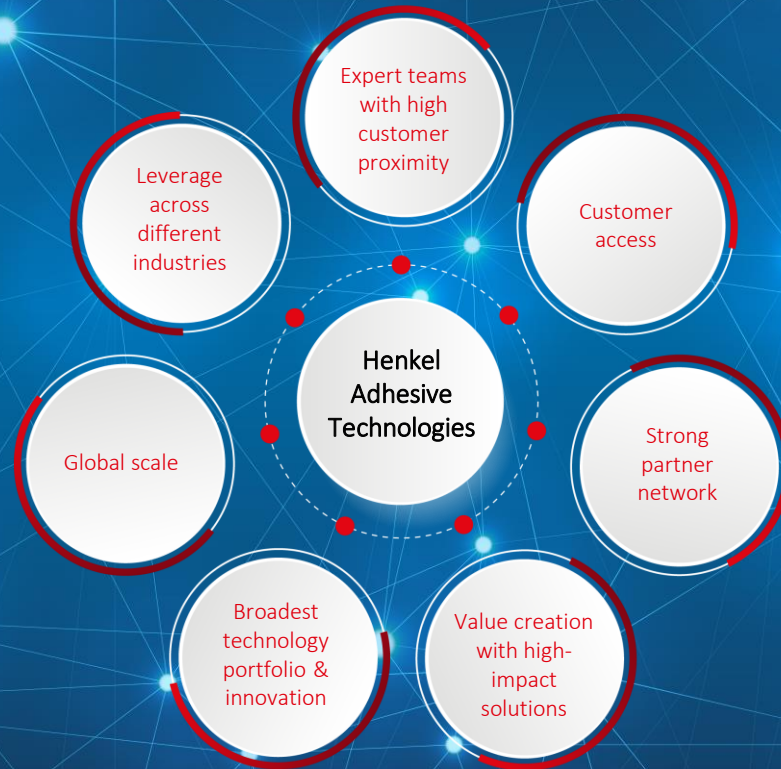 Expert teams
with high
customer
proximity
Leverage
across
different
industries
Customer
access
Henkel
Adhesive
Technologies
Global scale
Strong
partner
network
Broadest
technology
portfolio &
innovation
Value creation
with high-
impact
solutions